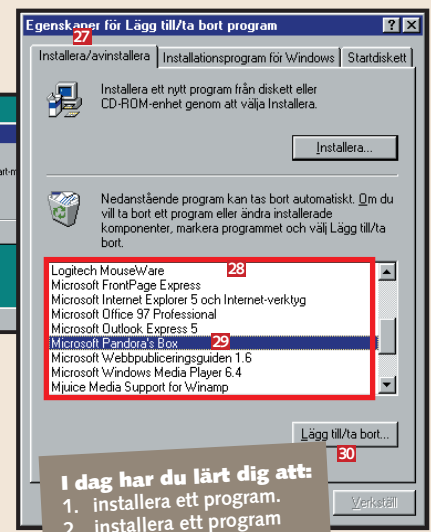 Egenskaper för Lägg till/ta bort program
27
Installera/avinstallera Installationsprogram för Windows Startdiskett
Installera ett nytt program från diskett eller
CD-ROM-enhet genom att välja Installera.
Installera...
Nedanstående program kan tas bort automatiskt. Om du
vill ta bort ett program eller ändra installerade
komponenter, markera programmet och välj Lägg till/ta
bort.
Logitech MouseWare 28
Microsoft FrontPage Express
Microsoft Internet Explorer 5 och Internet-verktyg
Microsoft Office 97 Professional
Microsoft Outlook Express 5
Microsoft Pandora's Box 29
Microsoft Webbpubliceringsguiden 1.6
Microsoft Windows Media Player 6.4
Mjuice Media Support for Winamp
Lägg till/ta bort...
30
Verkställ
I dag har du lärt dig att:
1. installera ett program.
2. installera ett program